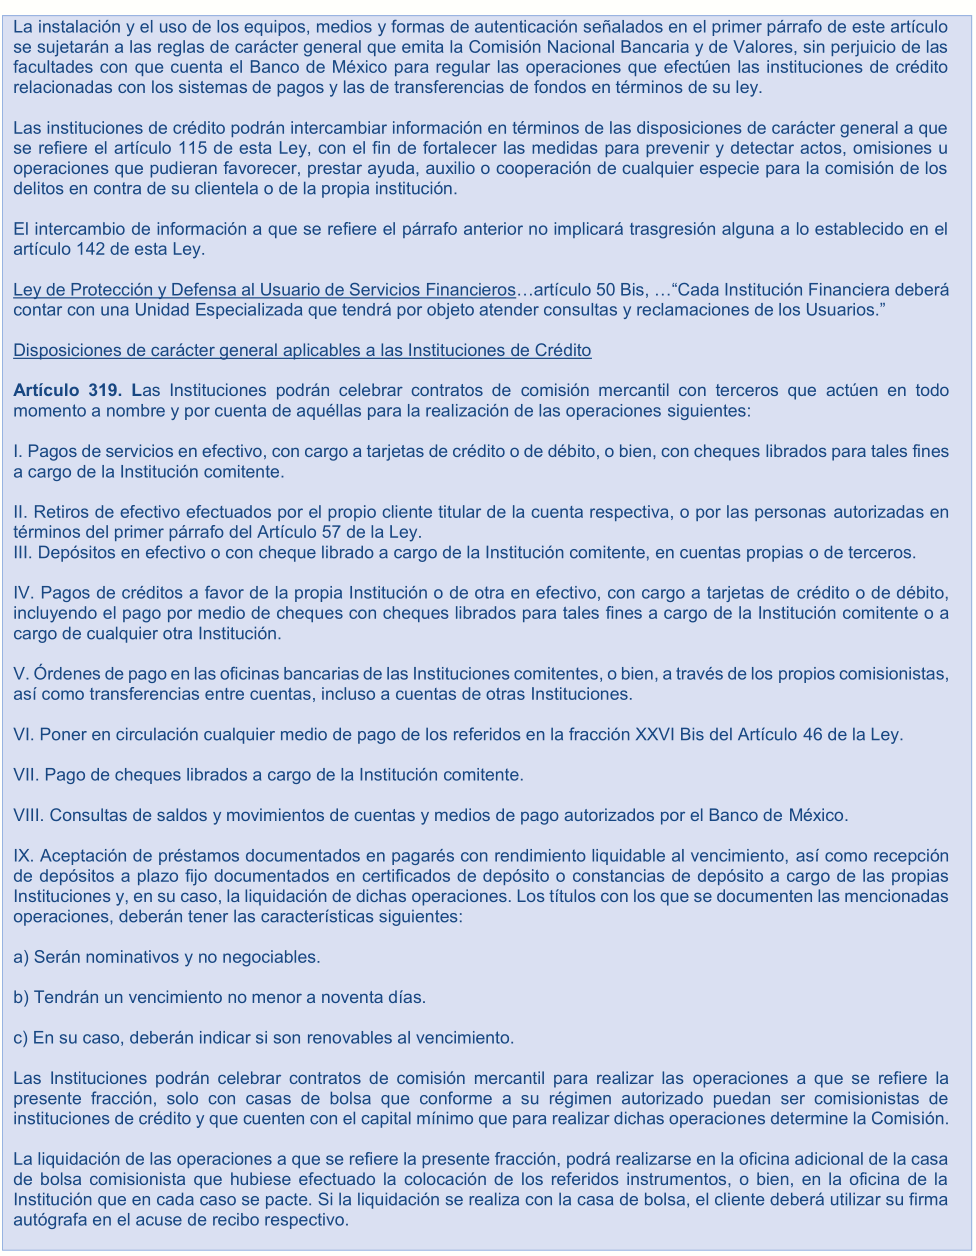 La instalación y el uso de los equipos, medios y formas de autenticación señalados en el primer párrafo de este artículo
se sujetarán a las reglas de carácter general que emita la Comisión Nacional Bancaria y de Valores, sin perjuicio de las
facultades con que cuenta el Banco de México para regular las operaciones que efectúen las instituciones de crédito
relacionadas con los sistemas de pagos y las de transferencias de fondos en términos de su ley.
Las instituciones de crédito podrán intercambiar información en términos de las disposiciones de carácter general a que
se refiere el artículo 115 de esta Ley, con el fin de fortalecer las medidas para prevenir y detectar actos, omisiones u
operaciones que pudieran favorecer, prestar ayuda, auxilio o cooperación de cualquier especie para la comisión de los
delitos en contra de su clientela o de la propia institución.
El intercambio de información a que se refiere el párrafo anterior no implicará trasgresión alguna a lo establecido en el
artículo 142 de esta Ley.
Ley de Protección y Defensa al Usuario de Servicios Financieros…artículo 50 Bis, …“Cada Institución Financiera deberá
contar con una Unidad Especializada que tendrá por objeto atender consultas y reclamaciones de los Usuarios.”
Disposiciones de carácter general aplicables a las Instituciones de Crédito
Artículo 319. Las Instituciones podrán celebrar contratos de comisión mercantil con terceros que actúen en todo
momento a nombre y por cuenta de aquéllas para la realización de las operaciones siguientes:
I. Pagos de servicios en efectivo, con cargo a tarjetas de crédito o de débito, o bien, con cheques librados para tales fines
a cargo de la Institución comitente.
II. Retiros de efectivo efectuados por el propio cliente titular de la cuenta respectiva, o por las personas autorizadas en
términos del primer párrafo del Artículo 57 de la Ley.
III. Depósitos en efectivo o con cheque librado a cargo de la Institución comitente, en cuentas propias o de terceros.
IV. Pagos de créditos a favor de la propia Institución o de otra en efectivo, con cargo a tarjetas de crédito o de débito,
incluyendo el pago por medio de cheques con cheques librados para tales fines a cargo de la Institución comitente o a
cargo de cualquier otra Institución.
V. Órdenes de pago en las oficinas bancarias de las Instituciones comitentes, o bien, a través de los propios comisionistas,
así como transferencias entre cuentas, incluso a cuentas de otras Instituciones.
VI. Poner en circulación cualquier medio de pago de los referidos en la fracción XXVI Bis del Artículo 46 de la Ley.
VII. Pago de cheques librados a cargo de la Institución comitente.
VIII. Consultas de saldos y movimientos de cuentas y medios de pago autorizados por el Banco de México.
IX. Aceptación de préstamos documentados en pagarés con rendimiento liquidable al vencimiento, así como recepción
de depósitos a plazo fijo documentados en certificados de depósito o constancias de depósito a cargo de las propias
Instituciones y, en su caso, la liquidación de dichas operaciones. Los títulos con los que se documenten las mencionadas
operaciones, deberán tener las características siguientes:
a) Serán nominativos y no negociables.
b) Tendrán un vencimiento no menor a noventa días.
c) En su caso, deberán indicar si son renovables al vencimiento.
Las Instituciones podrán celebrar contratos de comisión mercantil para realizar las operaciones a que se refiere la
presente fracción, solo con casas de bolsa que conforme a su régimen autorizado puedan ser comisionistas de
instituciones de crédito y que cuenten con el capital mínimo que para realizar dichas operaciones determine la Comisión.
La liquidación de las operaciones a que se refiere la presente fracción, podrá realizarse en la oficina adicional de la casa
de bolsa comisionista que hubiese efectuado la colocación de los referidos instrumentos, o bien, en la oficina de la
Institución que en cada caso se pacte. Si la liquidación se realiza con la casa de bolsa, el cliente deberá utilizar su firma
autógrafa en el acuse de recibo respectivo.